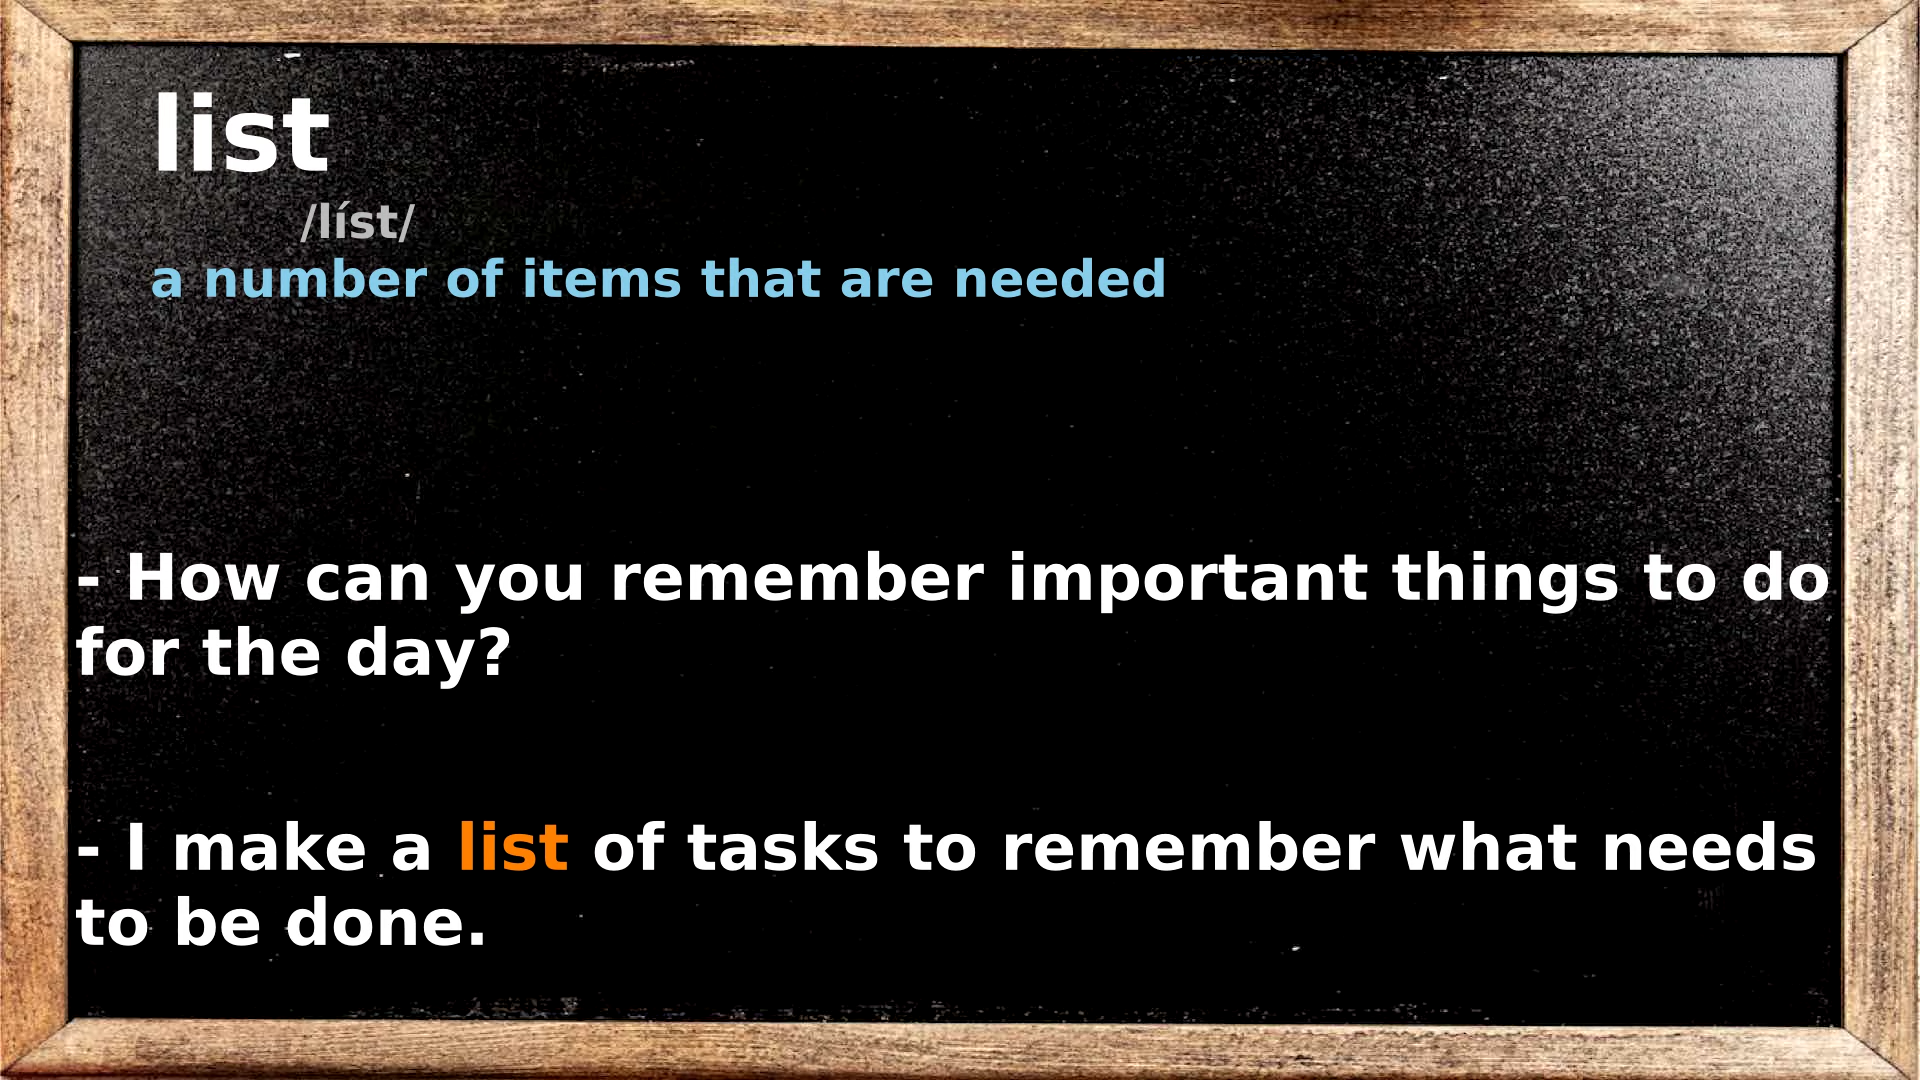 list
/líst/
a number of items that are needed
- How can you remember important things to do
for the day?
- I make a list of tasks to remember what needs
to be done.